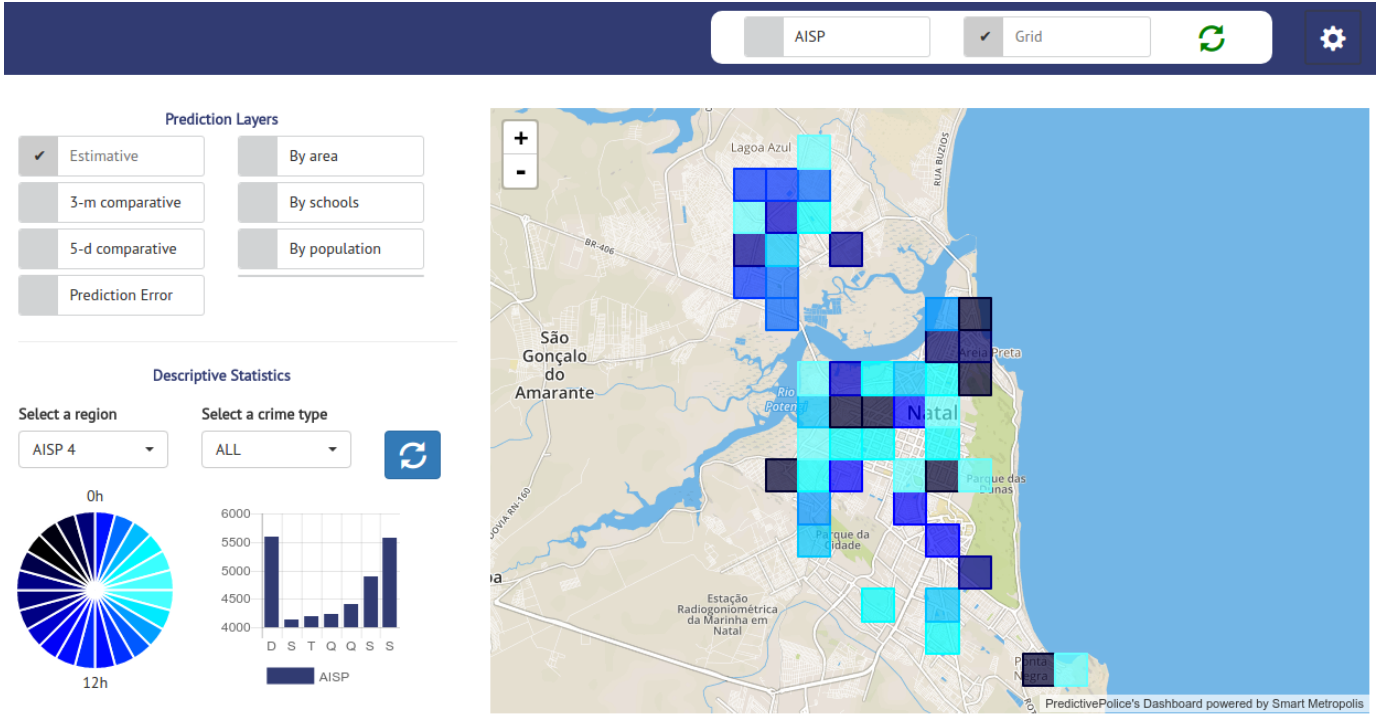 AISP
✔ Grid
Prediction Layers
✔ Estimative
By area
3-m comparative
By schools
5-d comparative
By population
Prediction Error
Descriptive Statistics
Select a region
Select a crime type
AISP 4
ALL
0h
12h
6000
5500
5000
4500
4000
D S T Q Q S S
AISP
+
-
Lagoa Azul
RUA BUZIOS
BR-406
São
Gonçalo
do
Amarante
Areia Preta
Rio
Natal
RN-160
Parque das
Dunas
Parque da
Cidade
Estação
Radiogoniométrica
da Marinha em
Natal
Ponta
Negra
PredictivePolice's Dashboard powered by Smart Metropolis